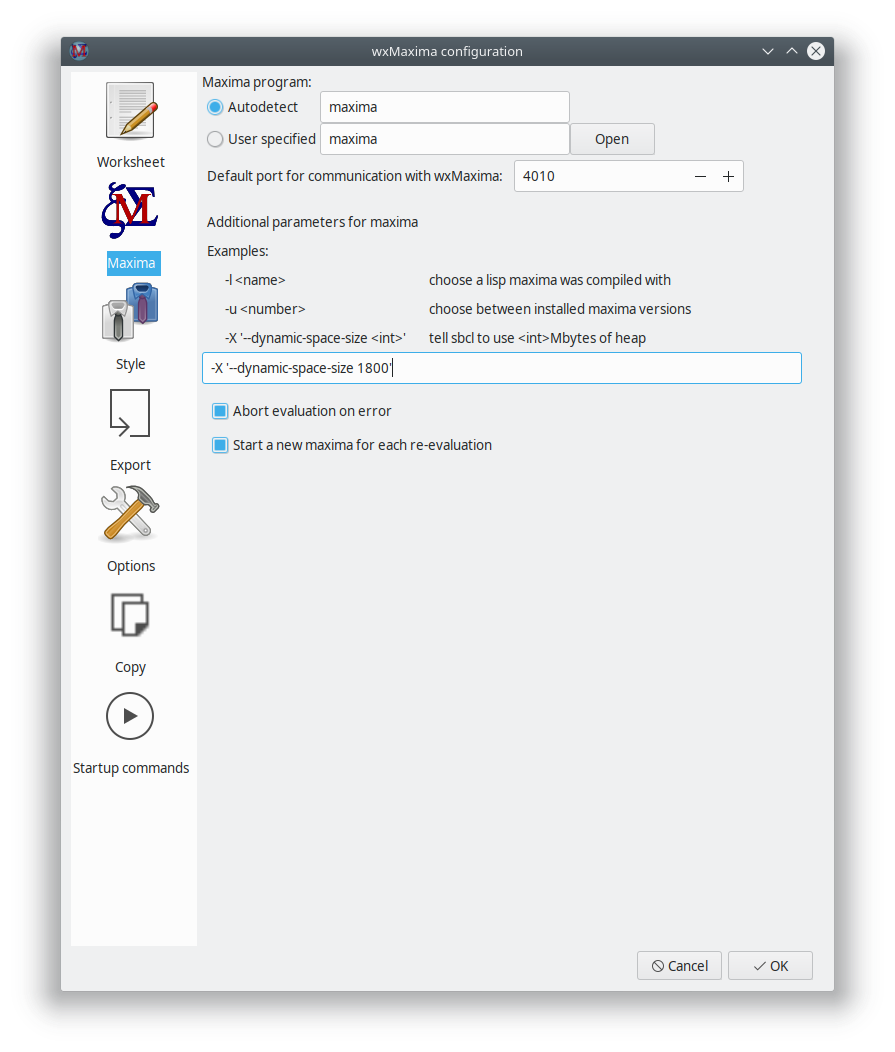 wxMaxima configuration
Worksheet
Maxima
Style
Export
Options
Copy
Startup commands
Maxima program:
Autodetect maxima
User specified maxima Open
Default port for communication with wxMaxima: 4010
Additional parameters for maxima
Examples:
-l <name> choose a lisp maxima was compiled with
-u <number> choose between installed maxima versions
-X '--dynamic-space-size <int>' tell sbcl to use <int>Mbytes of heap
-X '--dynamic-space-size 1800'
Abort evaluation on error
Start a new maxima for each re-evaluation
Cancel OK